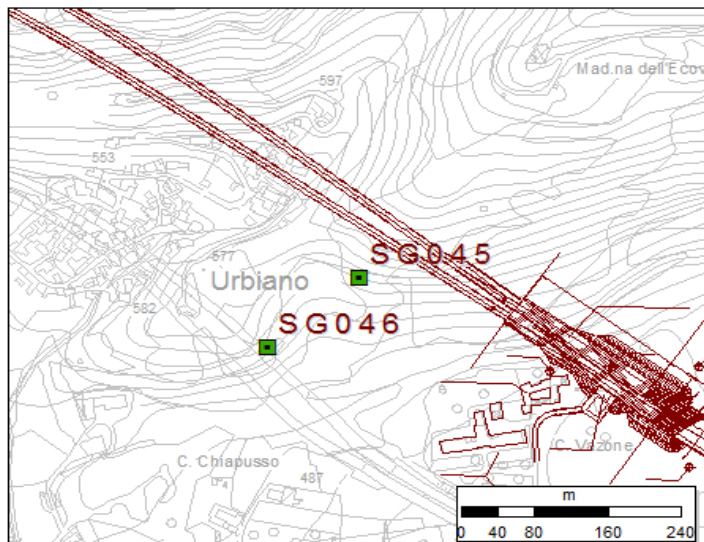 597
Mad.na dell'Ecov
553
SG045
577
Urbiano
582
SG046
C. Vazone
C. Chiapusso
487
m
0 40 80 160 240